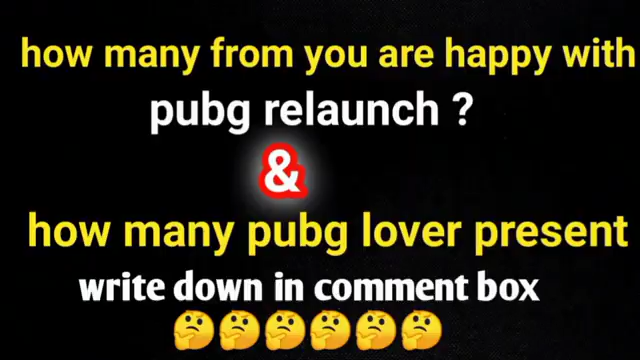 how many from you are happy with
pubg relaunch ?
&
how many pubg lover present
write down in comment box
🤔🤔🤔🤔🤔🤔